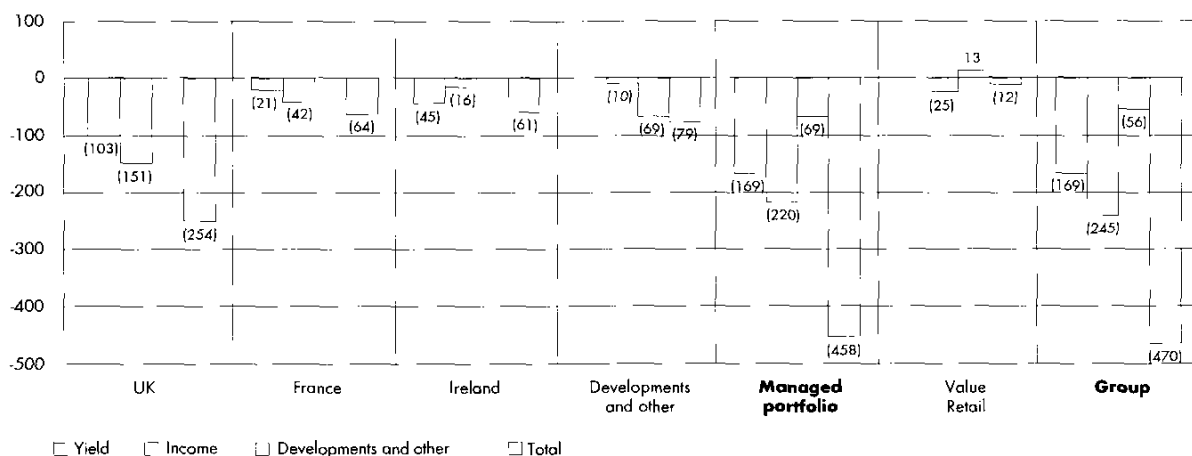 100
0
-100
-200
-300
-400
-500
(103)
(151)
(254)
(21)
(42)
(64)
(45)
(16)
(61)
(10)
(69)
(79)
(169)
(220)
(69)
(458)
(25)
13
(12)
(169)
(245)
(56)
(470)
UK
France
Ireland
Developments
and other
Managed
portfolio
Value
Retail
Group
Yield Income Developments and other Total